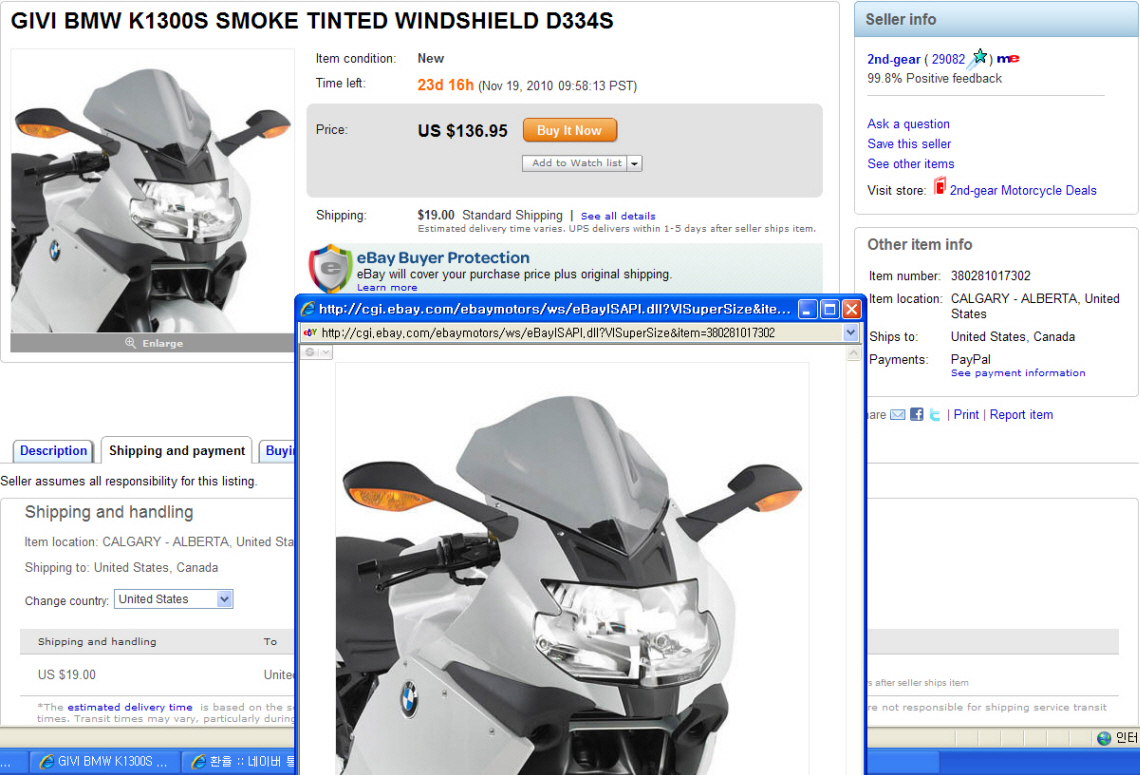 GIVI BMW K1300S SMOKE TINTED WINDSHIELD D334S
Item condition: New
Time left: 23d 16h (Nov 19, 2010 09:58:13 PST)
Price: US $136.95 Buy It Now
Add to Watch list
Shipping: $19.00 Standard Shipping | See all details
Estimated delivery time varies. UPS delivers within 1-5 days after seller ships item.
eBay Buyer Protection
eBay will cover your purchase price plus original shipping.
Learn more
Enlarge
Seller info
2nd-gear ( 29082 ) me
99.8% Positive feedback
Ask a question
Save this seller
See other items
Visit store: 2nd-gear Motorcycle Deals
Other item info
Item number: 380281017302
Item location: CALGARY - ALBERTA, United
States
Ships to: United States, Canada
Payments: PayPal
See payment information
are | Print | Report item
http://cgi.ebay.com/ebaymotors/ws/eBayISAPI.dll?VISuperSize&ite...
http://cgi.ebay.com/ebaymotors/ws/eBayISAPI.dll?VISuperSize&item=380281017302
Description Shipping and payment Buyi
Seller assumes all responsibility for this listing.
Shipping and handling
Item location: CALGARY - ALBERTA, United Sta
Shipping to: United States, Canada
Change country: United States
Shipping and handling To
US $19.00 Unite
s after seller ships item
*The estimated delivery time is based on the se
re not responsible for shipping service transit
times. Transit times may vary, particularly during
인터
... GIVI BMW K1300S ... 환율 :: 네이버 통